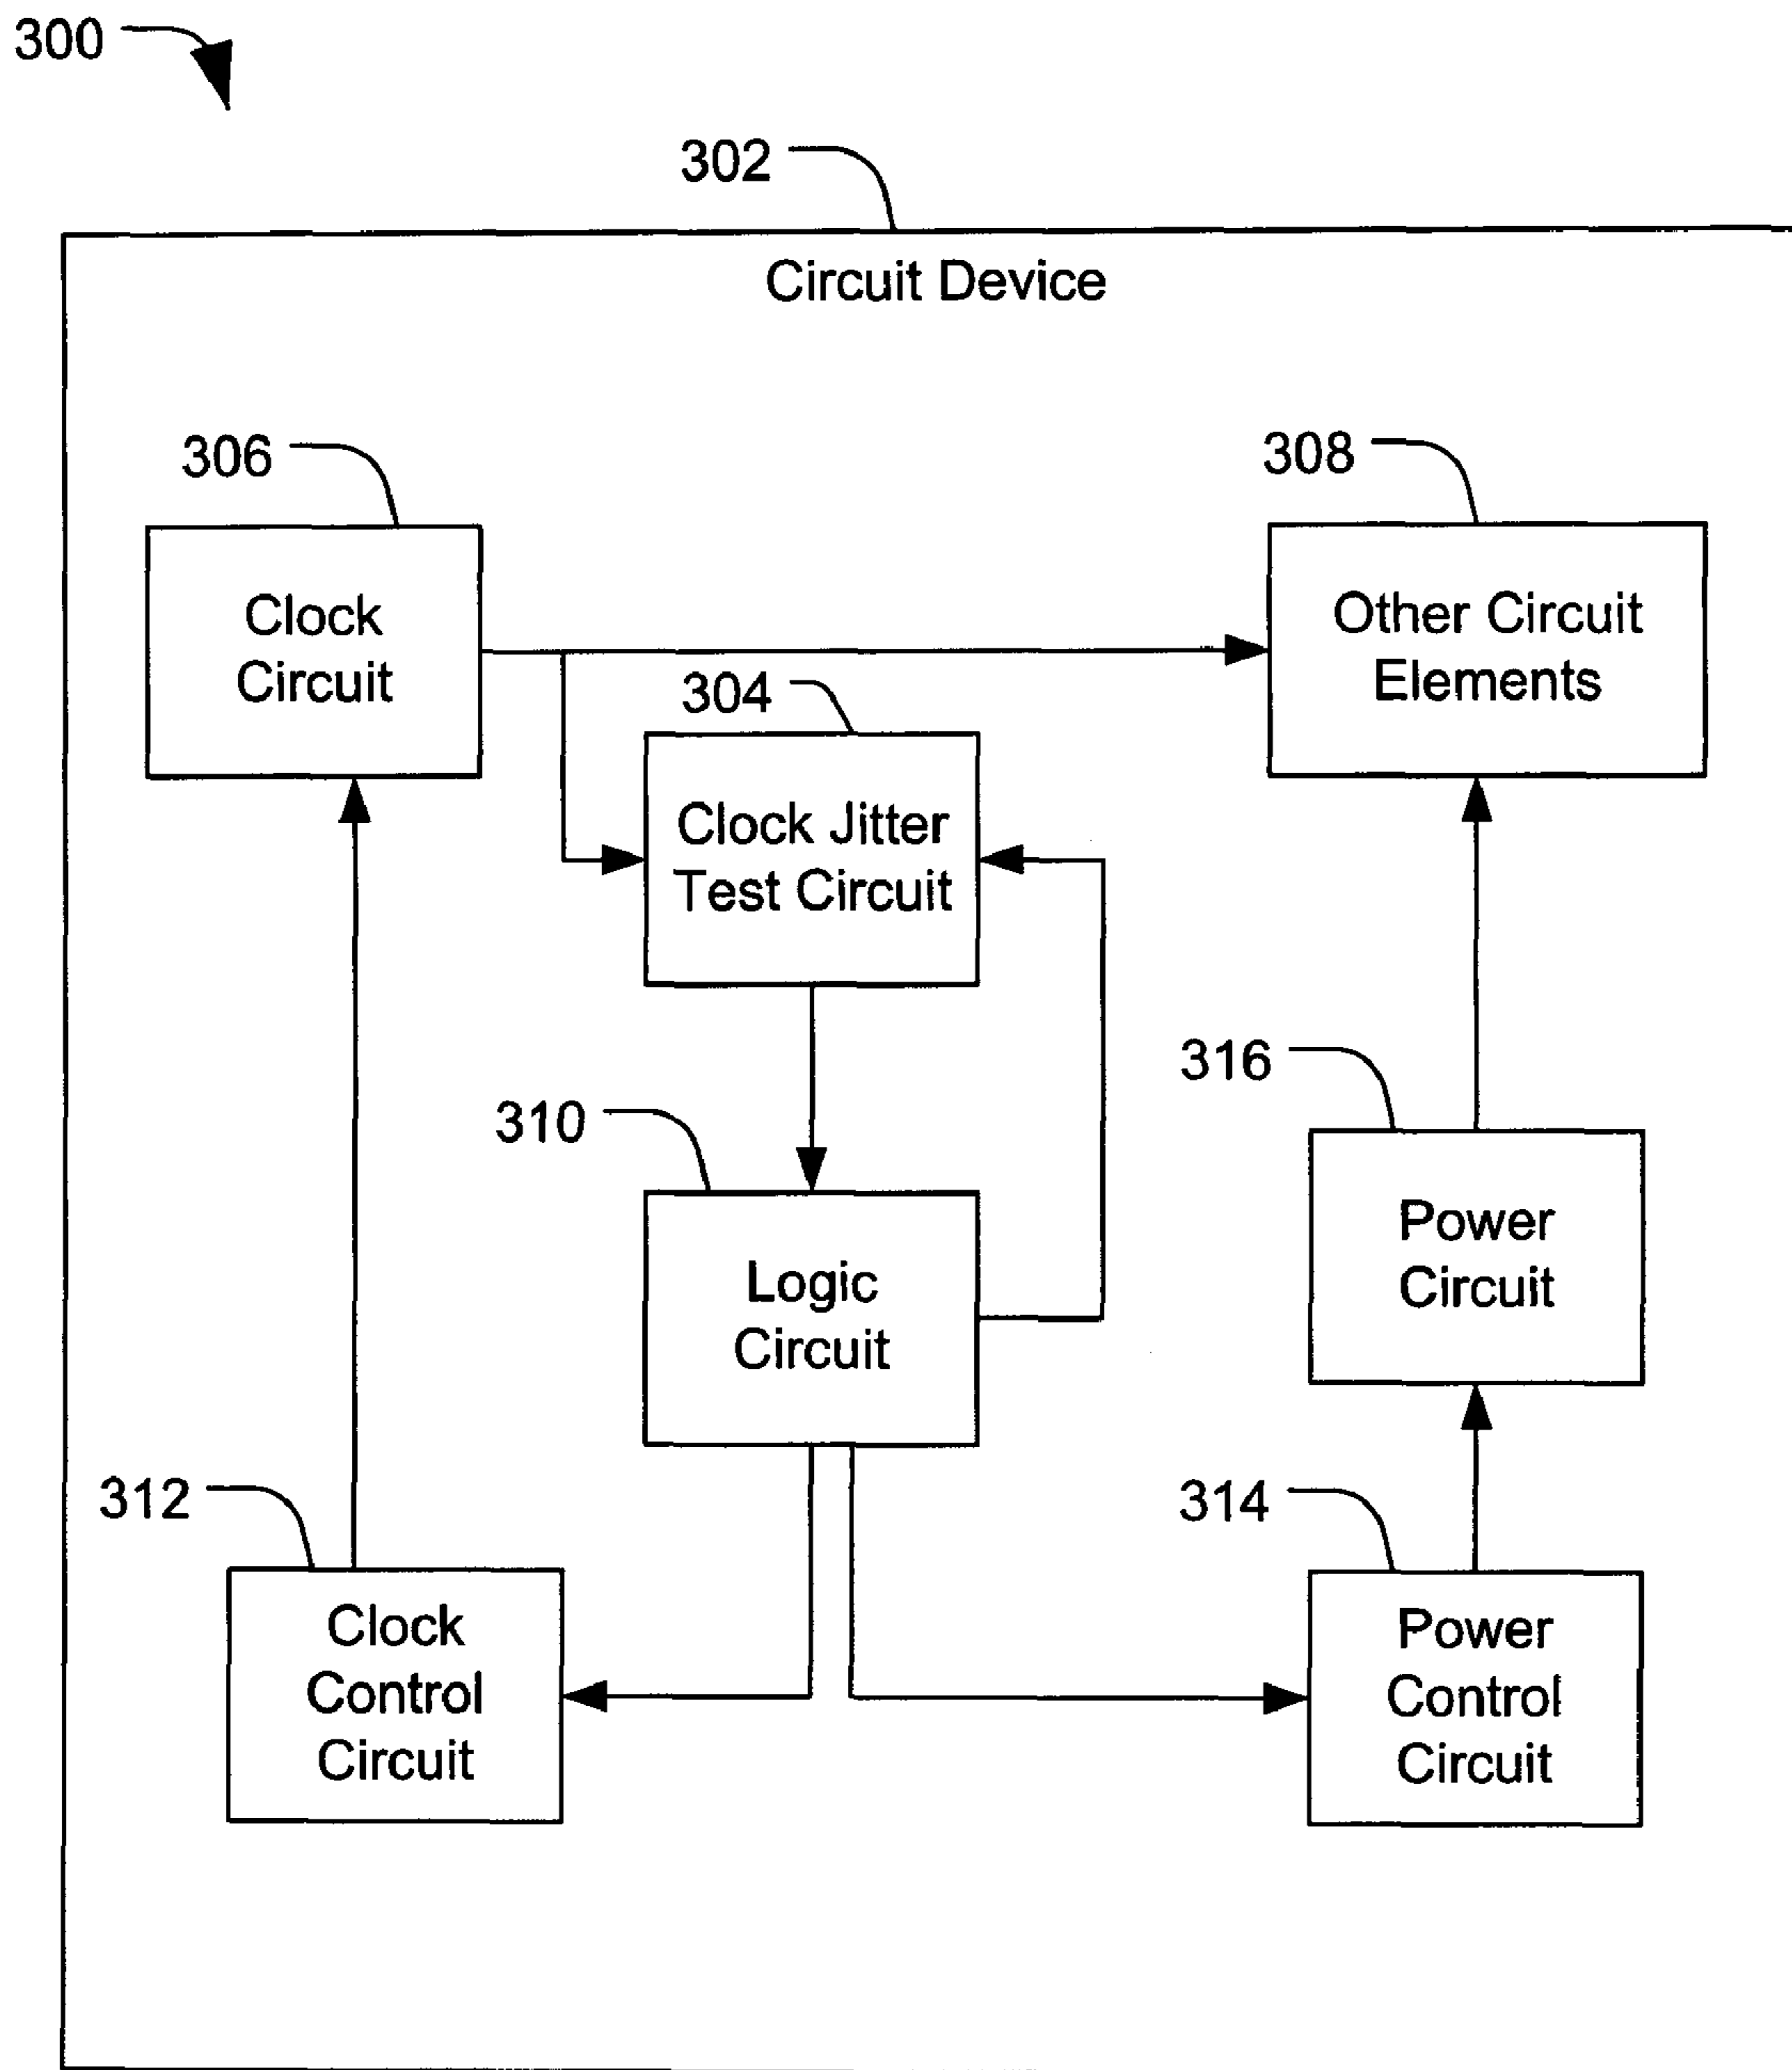 300
302
Circuit Device
306
308
Clock
Circuit
Other Circuit
Elements
304
Clock Jitter
Test Circuit
316
310
Power
Circuit
Logic
Circuit
312
314
Clock
Control
Circuit
Power
Control
Circuit